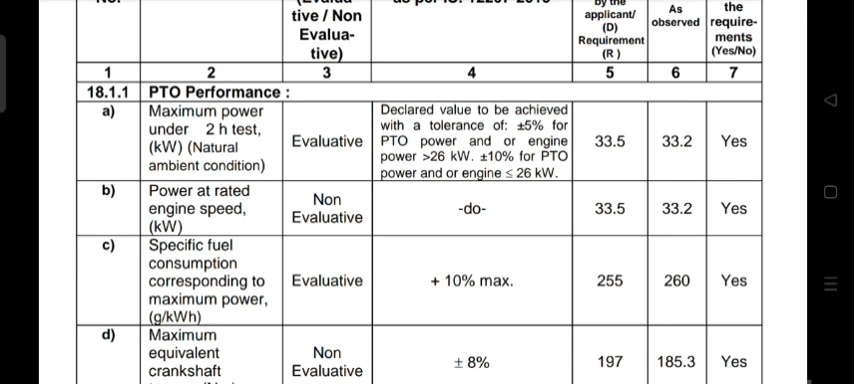 by the
As
the
tive / Non
applicant/
observed
require-
Evalua-
(D)
ments
tive)
Requirement
(Yes/No)
(R )
1 2 3 4 5 6 7
18.1.1 PTO Performance :
a) Maximum power
under 2 h test,
(kW) (Natural
ambient condition)
Evaluative
Declared value to be achieved
with a tolerance of: ±5% for
PTO power and or engine
power >26 kW. ±10% for PTO
power and or engine ≤ 26 kW.
33.5 33.2 Yes
b) Power at rated
engine speed,
(kW)
Non
Evaluative
-do- 33.5 33.2 Yes
c) Specific fuel
consumption
corresponding to
maximum power,
(g/kWh)
Evaluative + 10% max. 255 260 Yes
d) Maximum
equivalent
crankshaft
Non
Evaluative
± 8% 197 185.3 Yes